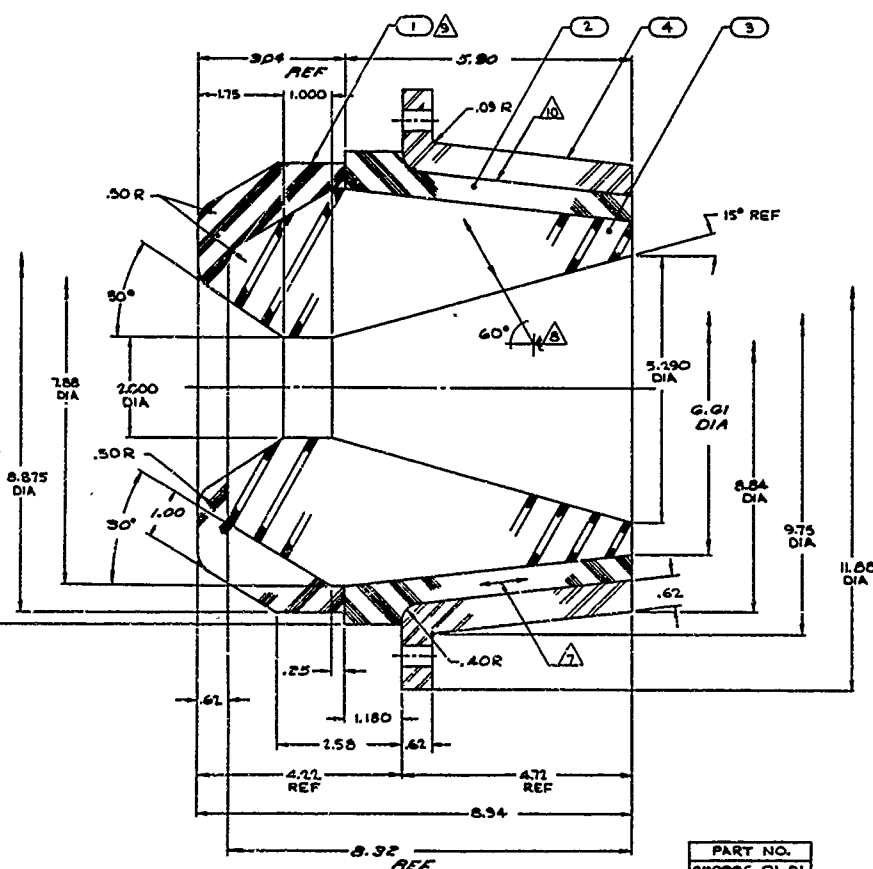 1 9 2 4 3
3.04
REF
5.90
1.75 1.000
.09 R
10
.50 R
15° REF
30°
60° 8
7.88
DIA
2.000
DIA
5.290
DIA
6.61
DIA
8.875
DIA
.50R
1.00
30°
8.84
DIA
9.75
DIA
11.88
DIA
.62
.25
.40R
7
.62
1.180
2.58
.62
4.22
REF
4.72
REF
8.94
8.32
REF
PART NO.